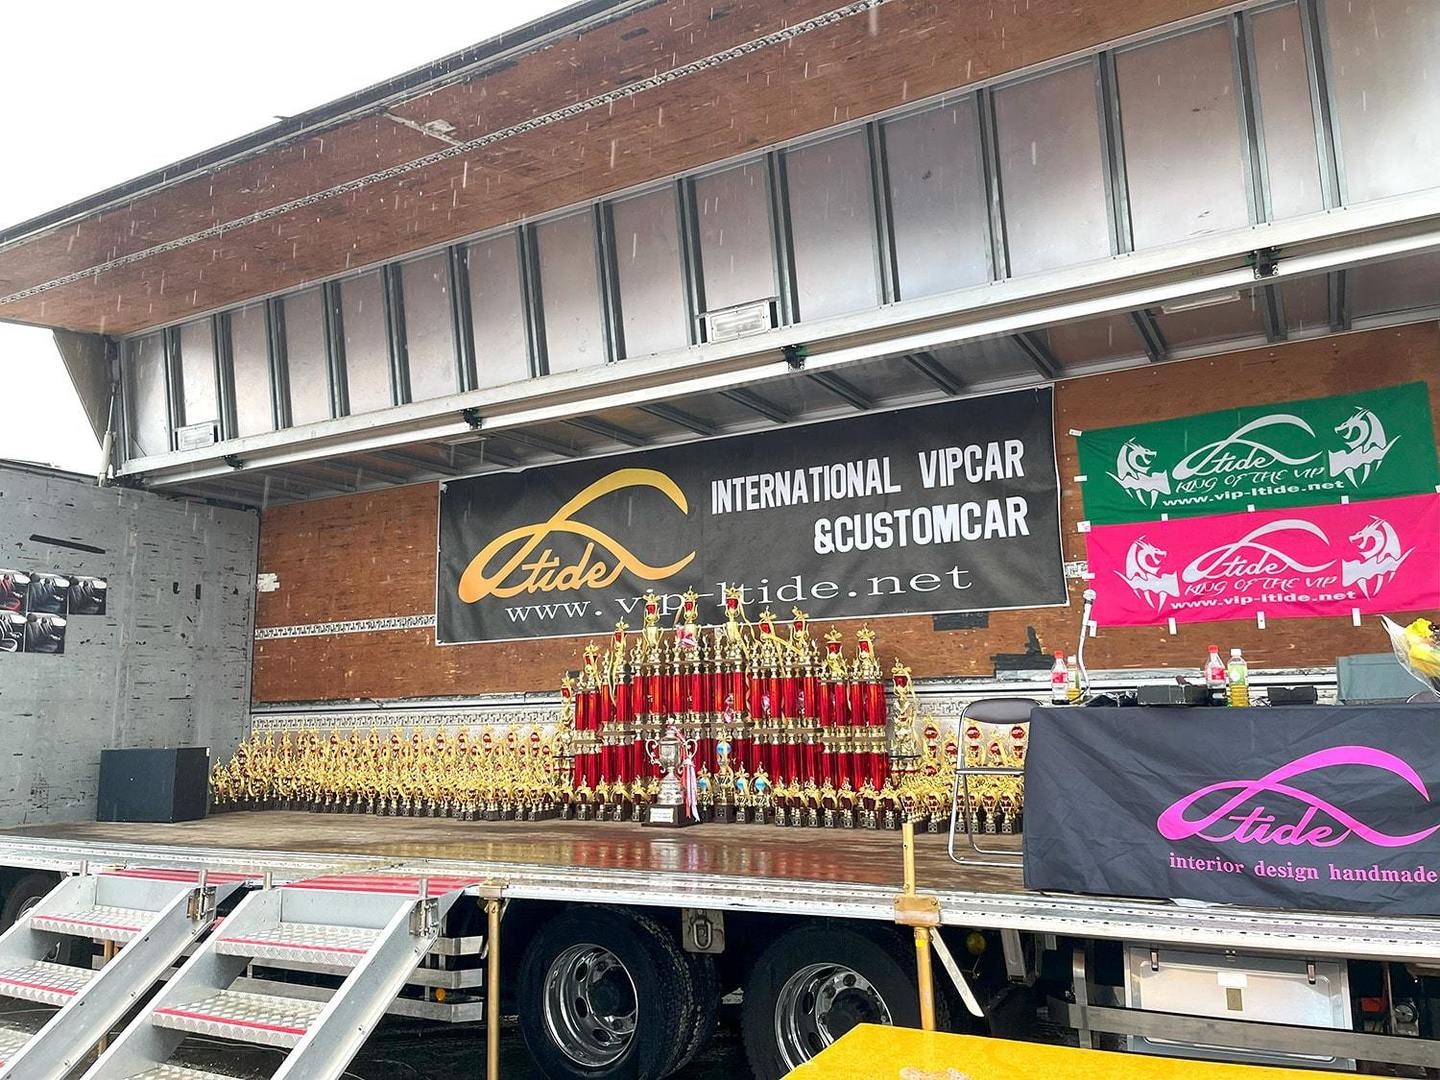 INTERNATIONAL VIPCAR
&CUSTOMCAR
Ltide
www.vip-ltide.net
Ltide
KING OF THE VIP
www.vip-ltide.net
Ltide
KING OF THE VIP
www.vip-ltide.net
Ltide
interior design handmade